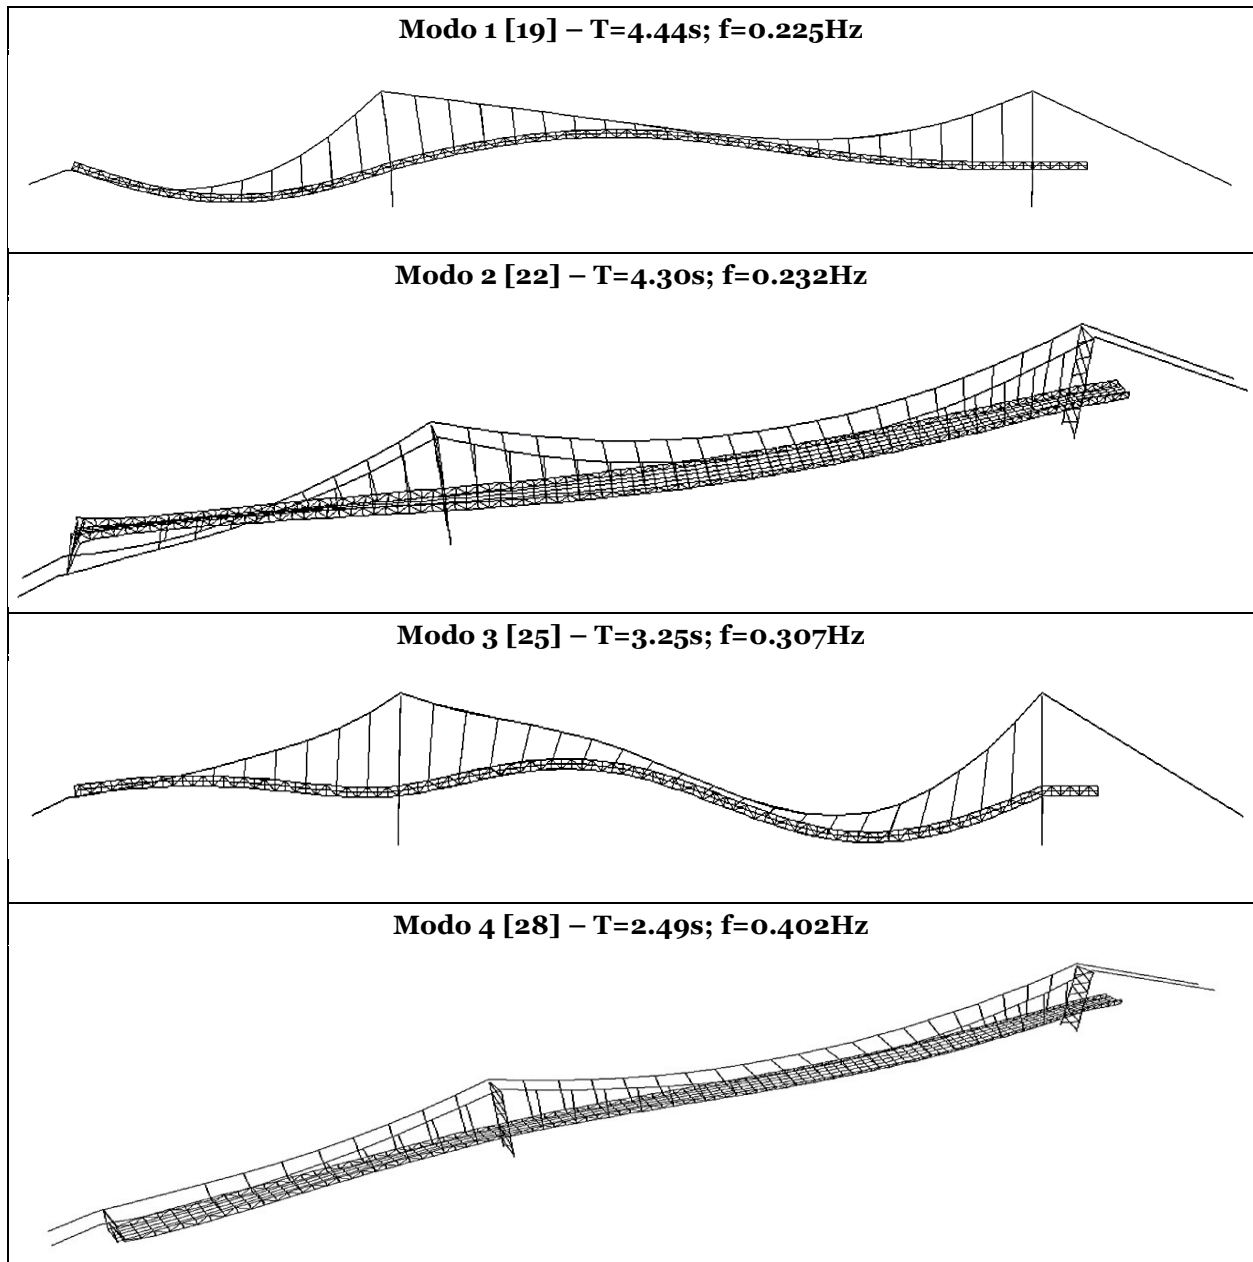 Modo 1 [19] – T=4.44s; f=0.225Hz
Modo 2 [22] – T=4.30s; f=0.232Hz
Modo 3 [25] – T=3.25s; f=0.307Hz
Modo 4 [28] – T=2.49s; f=0.402Hz